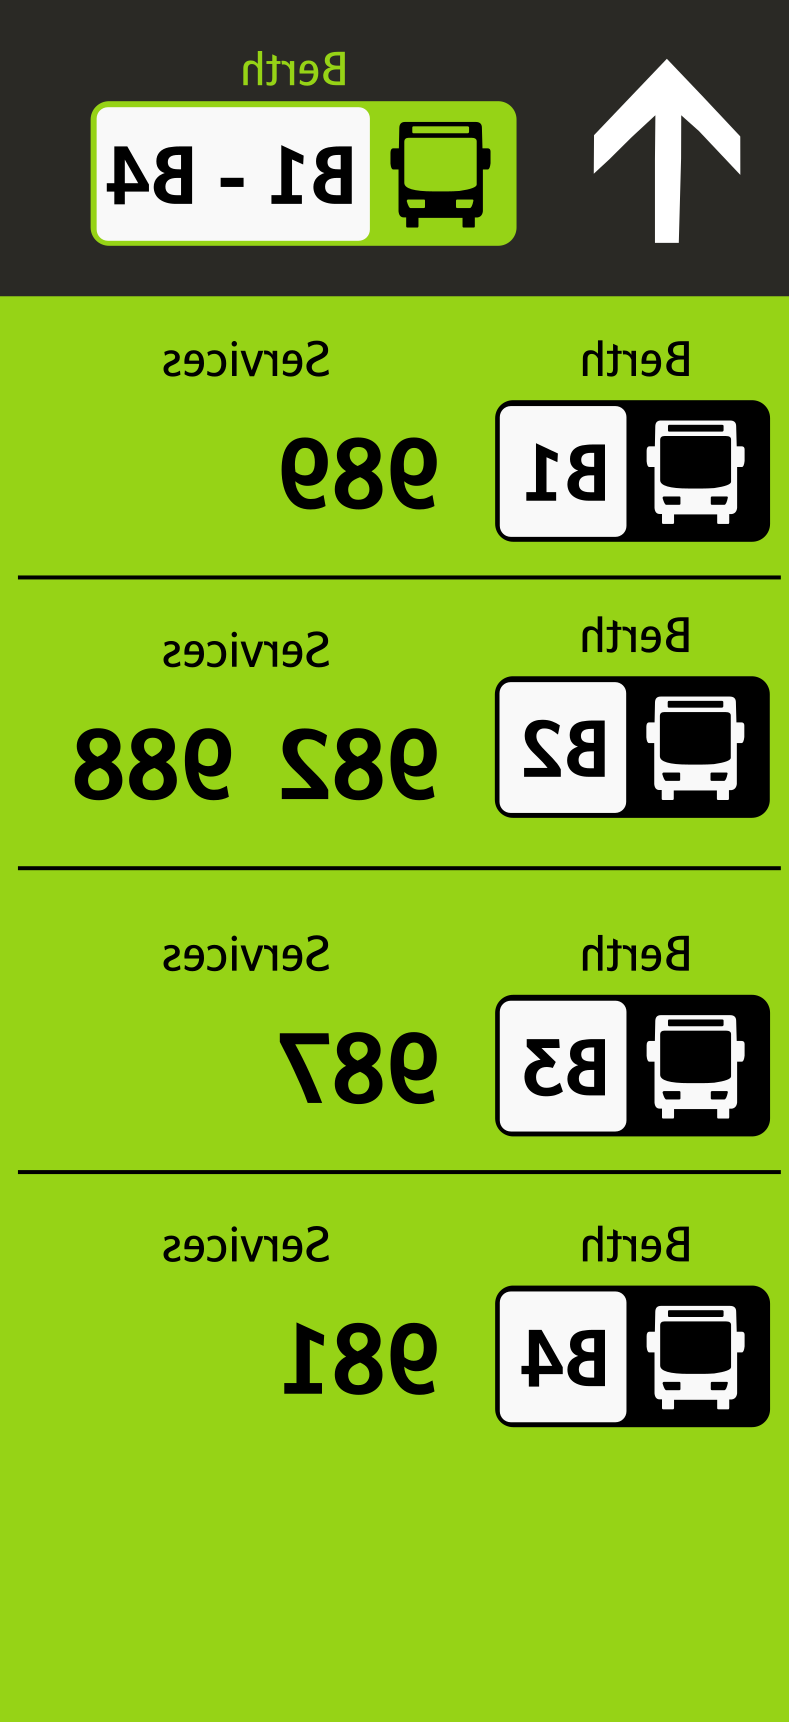 Berth
B1 - B4
Berth Services
B1 989
Berth Services
B2 982 988
Berth Services
B3 987
Berth Services
B4 981